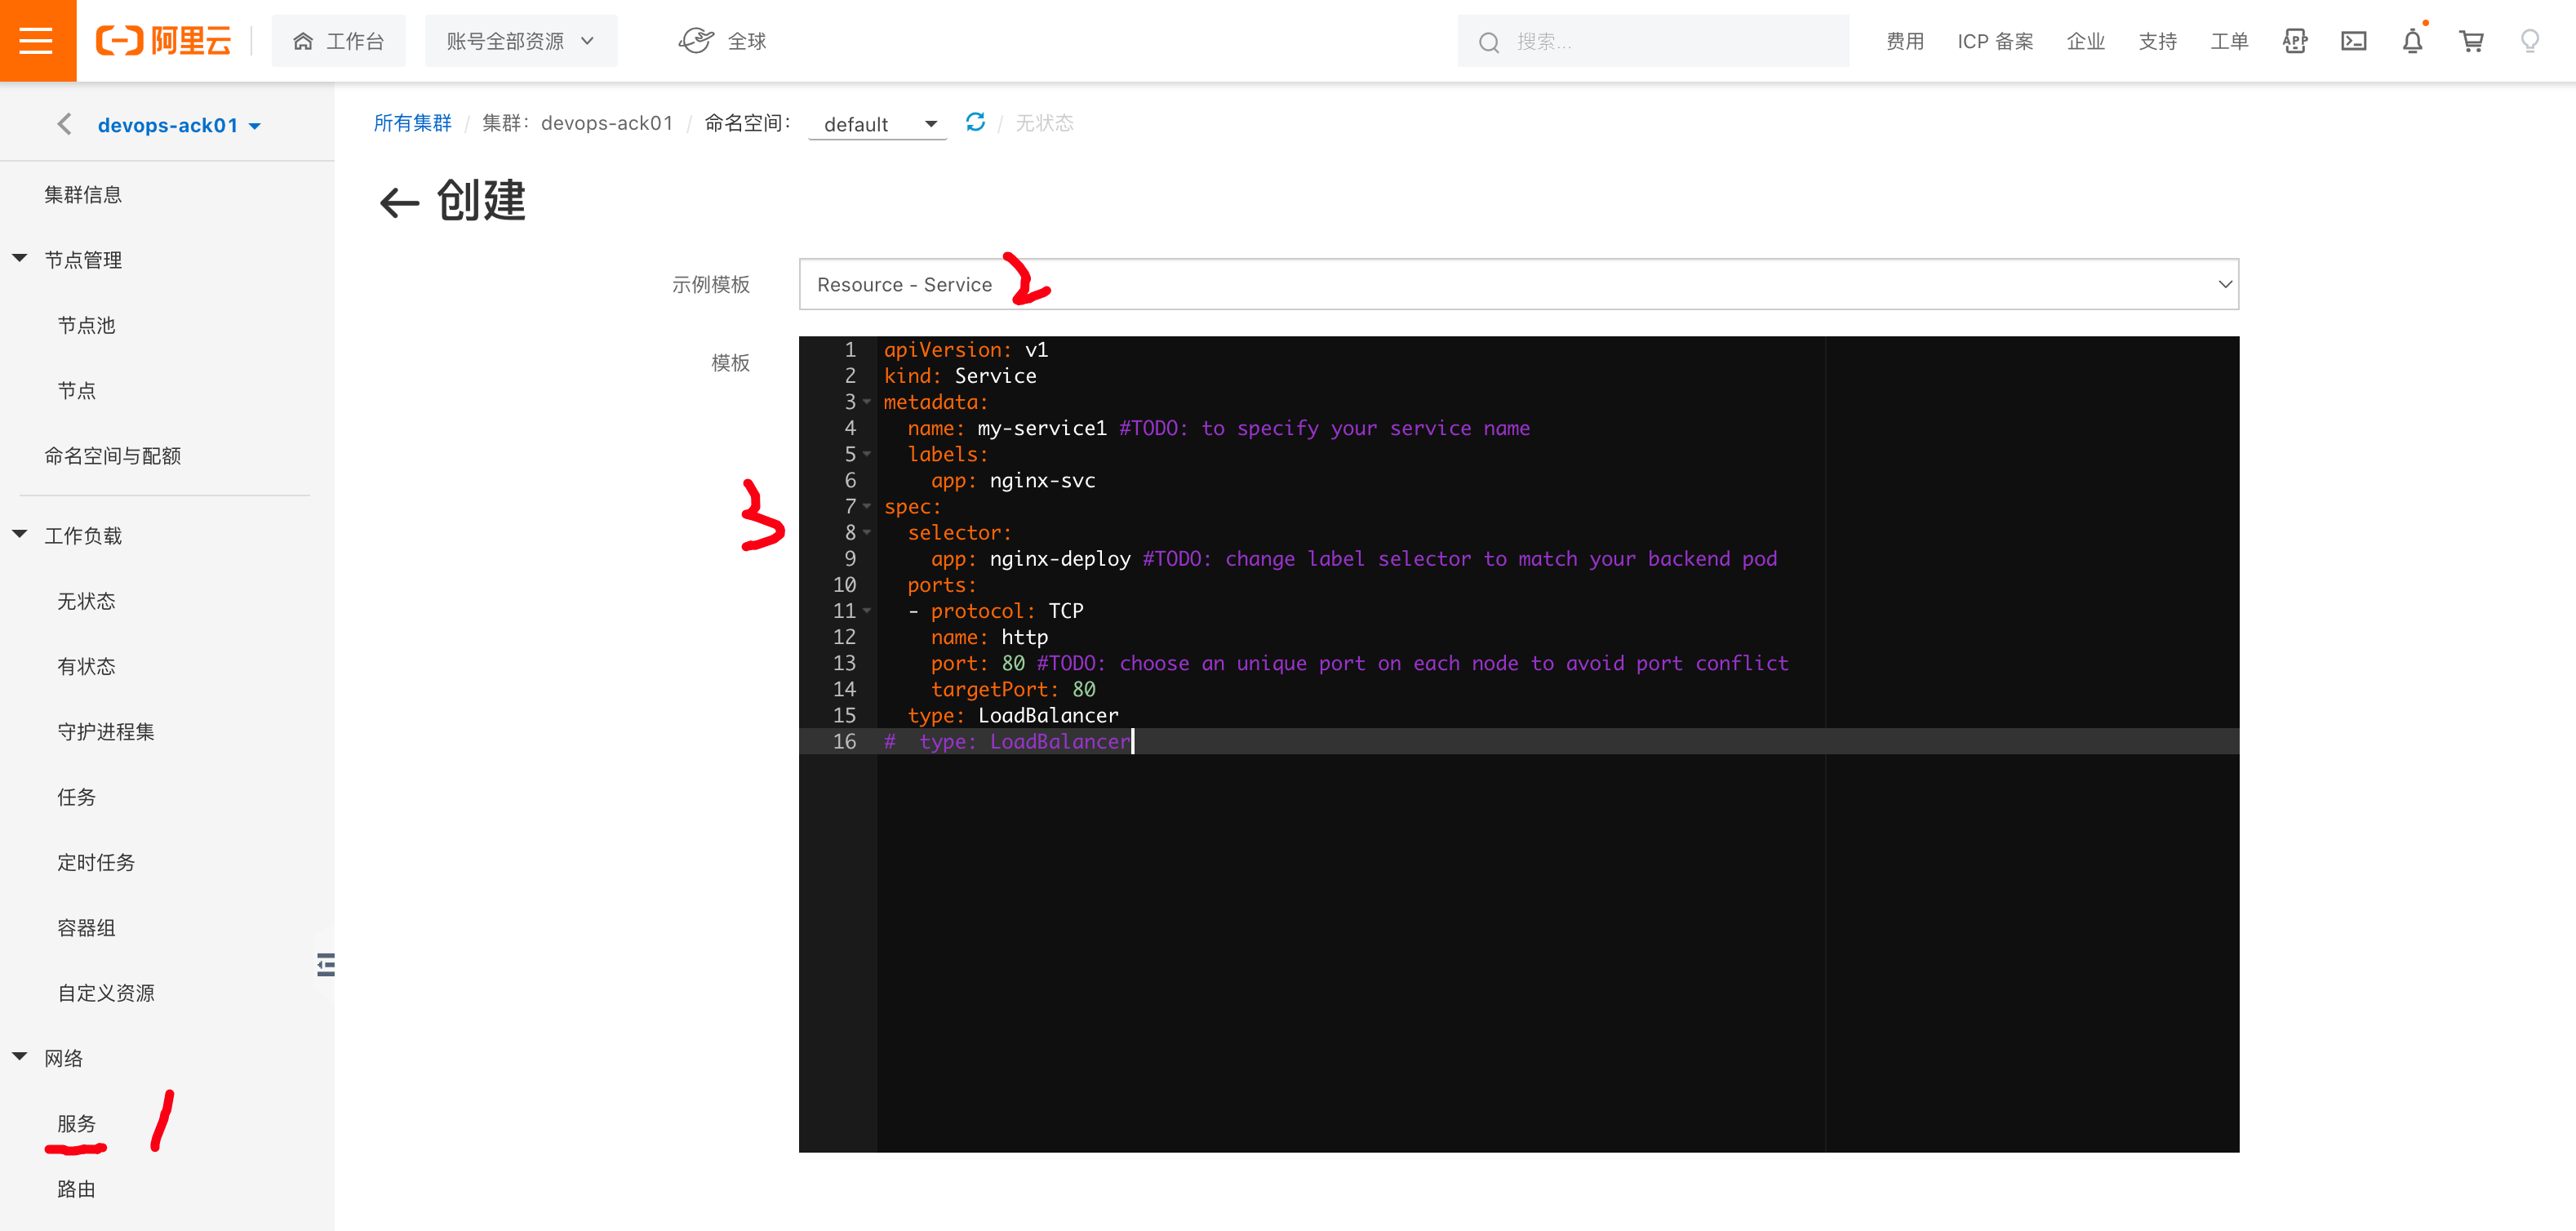 阿里云 工作台 账号全部资源 全球 搜索... 费用 ICP 备案 企业 支持 工单 APP
devops-ack01
所有集群 / 集群: devops-ack01 / 命名空间: default / 无状态
集群信息
节点管理
节点池
节点
命名空间与配额
工作负载
无状态
有状态
守护进程集
任务
定时任务
容器组
自定义资源
网络
服务 1
路由
创建
示例模板 Resource - Service 2
模板
3
1 apiVersion: v1
2 kind: Service
3 metadata:
4   name: my-service1 #TODO: to specify your service name
5   labels:
6     app: nginx-svc
7 spec:
8   selector:
9     app: nginx-deploy #TODO: change label selector to match your backend pod
10   ports:
11   - protocol: TCP
12     name: http
13     port: 80 #TODO: choose an unique port on each node to avoid port conflict
14     targetPort: 80
15   type: LoadBalancer
16 #  type: LoadBalancer